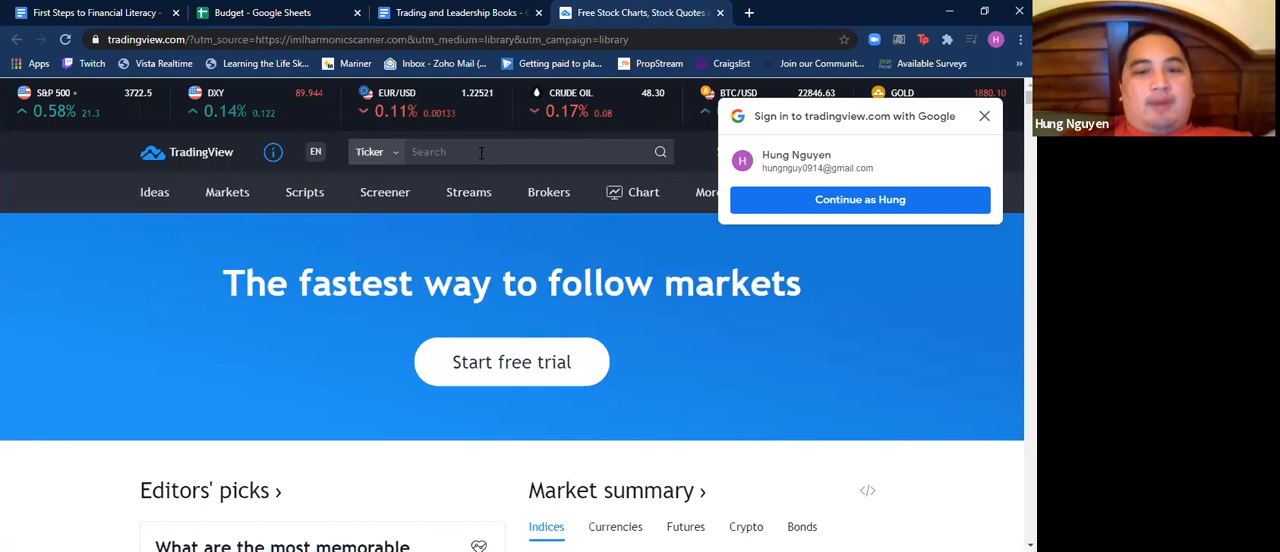 First Steps to Financial Literacy -
Budget - Google Sheets
Trading and Leadership Books -
Free Stock Charts, Stock Quotes
tradingview.com/?utm_source=https://imlharmonicscanner.com&utm_medium=library&utm_campaign=library
H
Apps
Twitch
Vista Realtime
Learning the Life Sk...
Mariner
Inbox - Zoho Mail (...
Getting paid to pla...
PropStream
Craigslist
Join our Communit...
Available Surveys
»
S&P 500 3722.5
0.58% 21.3
DXY 89.944
0.14% 0.122
EUR/USD 1.22521
0.11% 0.00133
CRUDE OIL 48.30
0.17% 0.08
BTC/USD 22846.63
GOLD 1880.10
Sign in to tradingview.com with Google
H
Hung Nguyen
hungnguy0914@gmail.com
Continue as Hung
TradingView
EN
Ticker
Search
Ideas
Markets
Scripts
Screener
Streams
Brokers
Chart
The fastest way to follow markets
Start free trial
Editors' picks ›
Market summary ›
</>
Indices
Currencies
Futures
Crypto
Bonds
What are the most memorable
Hung Nguyen